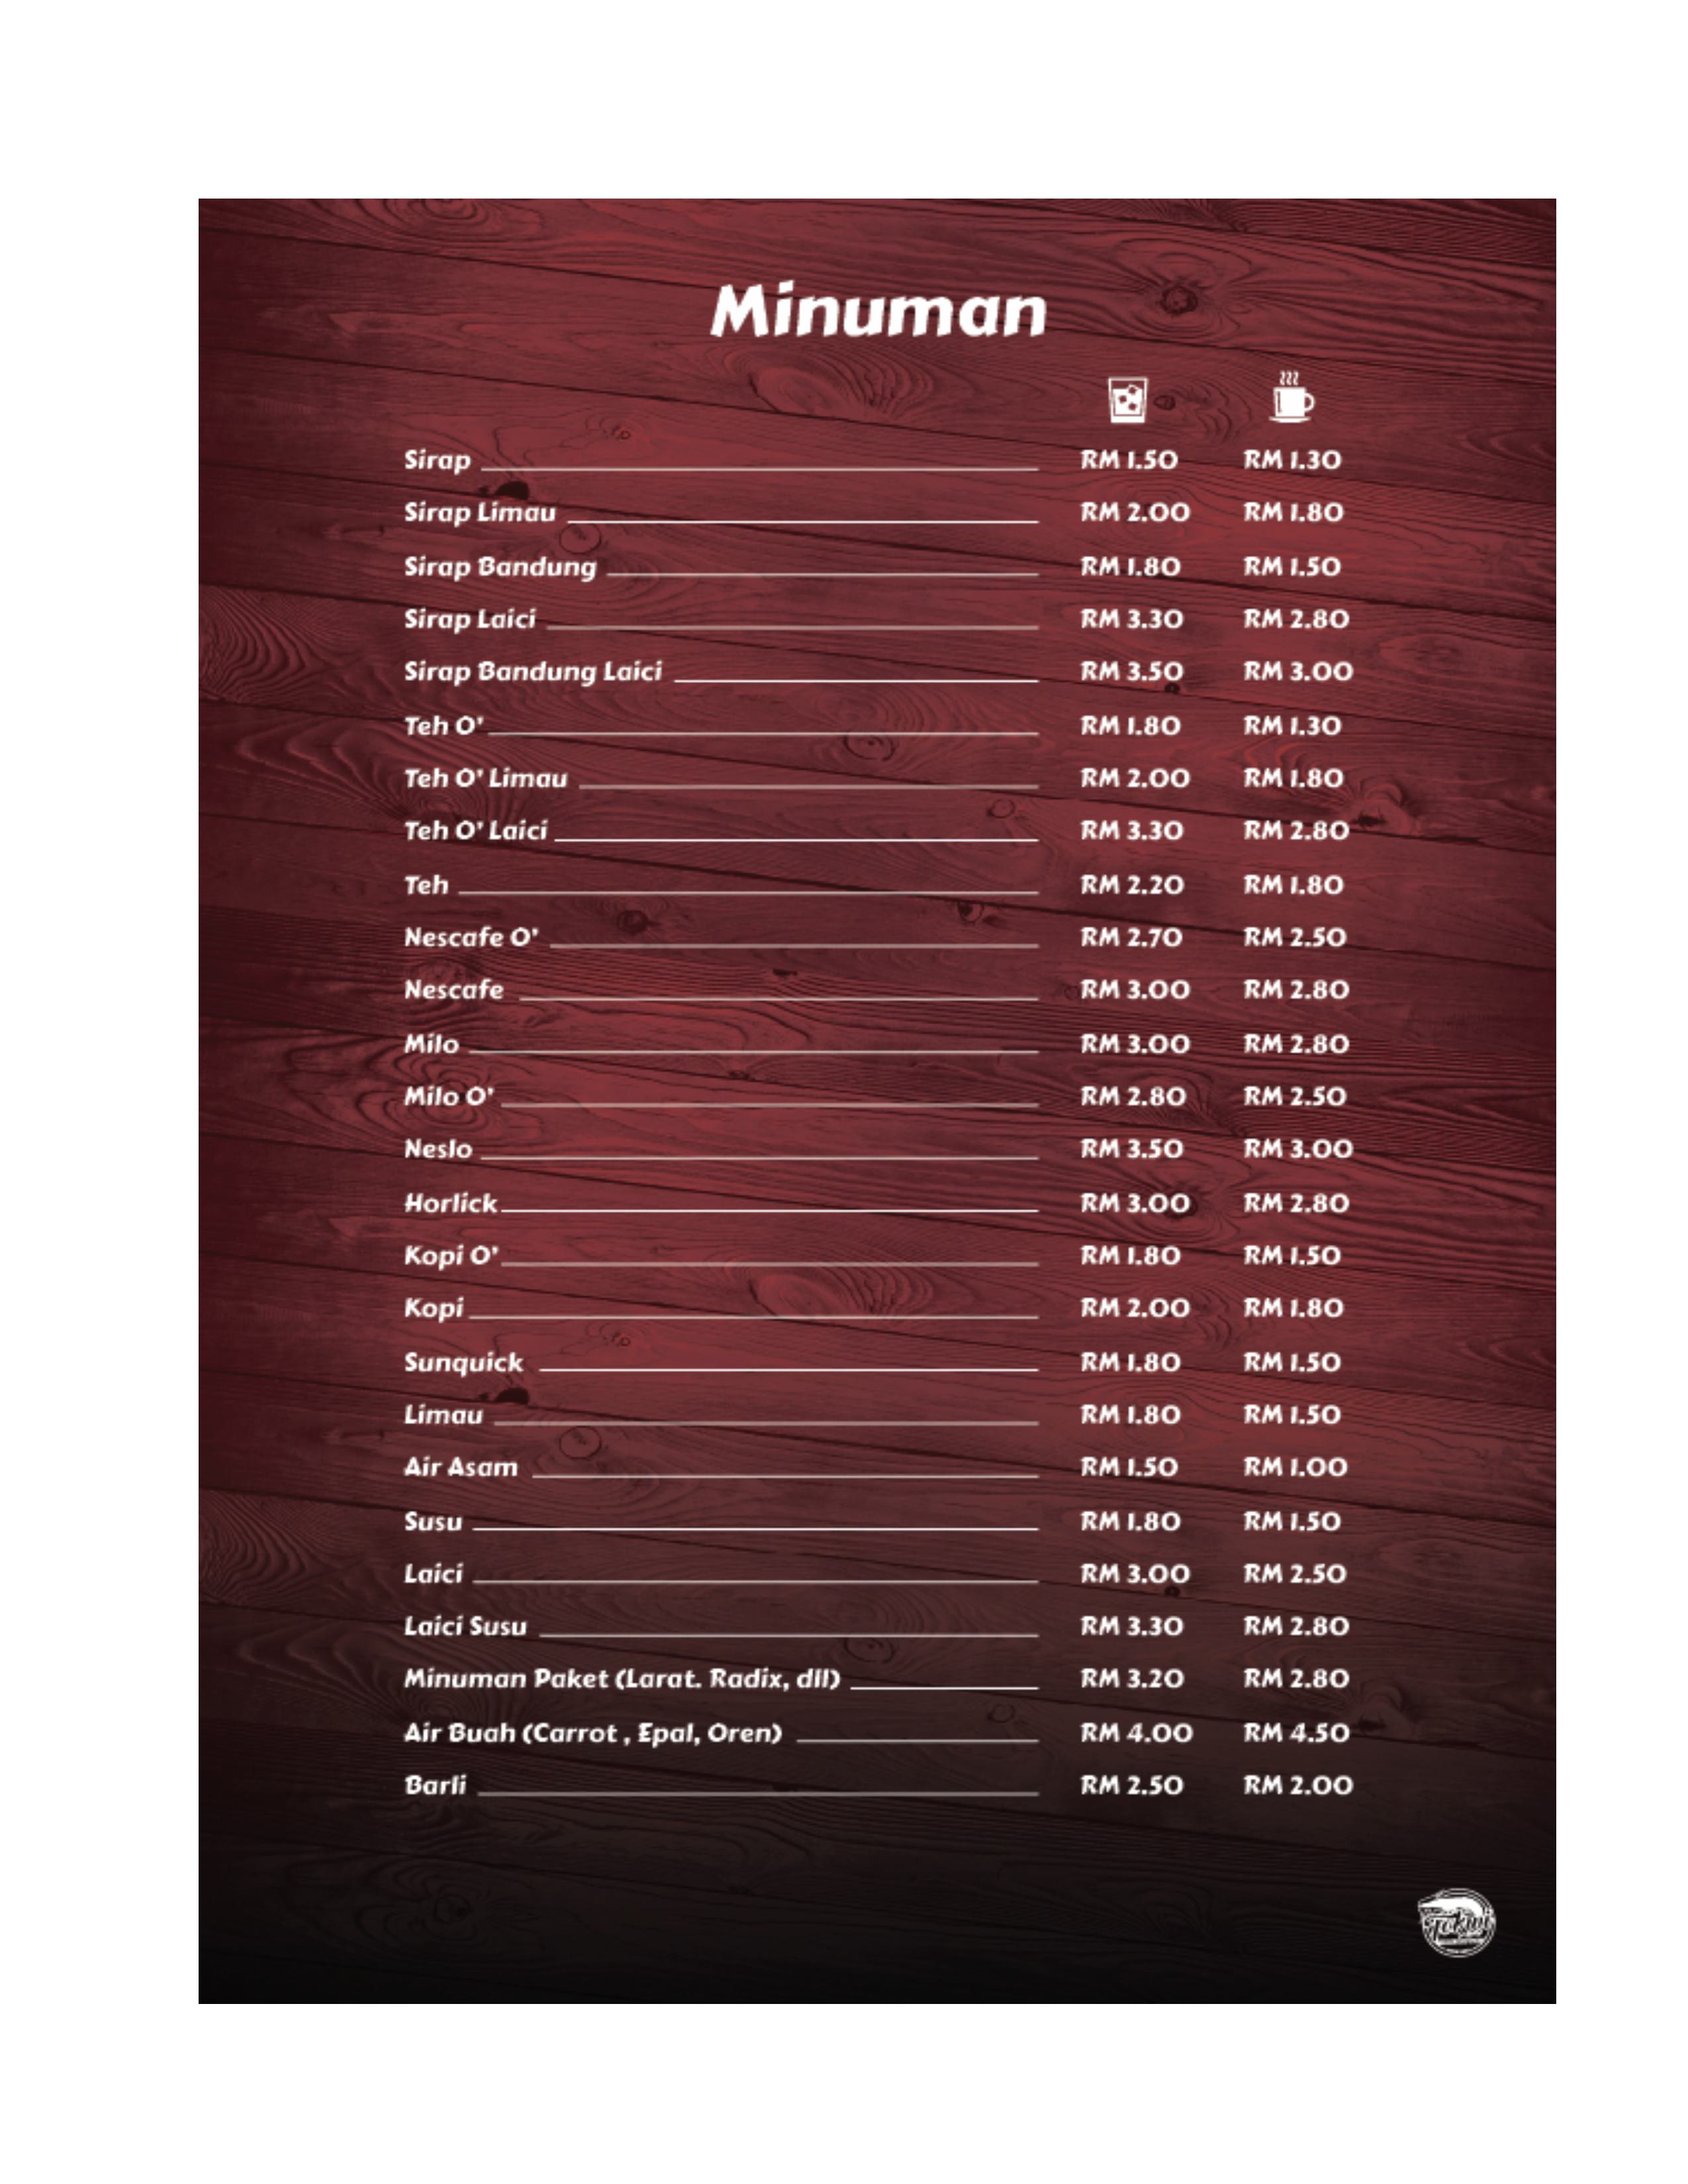 Minuman
Sirap RM 1.50 RM 1.30
Sirap Limau RM 2.00 RM 1.80
Sirap Bandung RM 1.80 RM 1.50
Sirap Laici RM 3.30 RM 2.80
Sirap Bandung Laici RM 3.50 RM 3.00
Teh O' RM 1.80 RM 1.30
Teh O' Limau RM 2.00 RM 1.80
Teh O' Laici RM 3.30 RM 2.80
Teh RM 2.20 RM 1.80
Nescafe O' RM 2.70 RM 2.50
Nescafe RM 3.00 RM 2.80
Milo RM 3.00 RM 2.80
Milo O' RM 2.80 RM 2.50
Neslo RM 3.50 RM 3.00
Horlick RM 3.00 RM 2.80
Kopi O' RM 1.80 RM 1.50
Kopi RM 2.00 RM 1.80
Sunquick RM 1.80 RM 1.50
Limau RM 1.80 RM 1.50
Air Asam RM 1.50 RM 1.00
Susu RM 1.80 RM 1.50
Laici RM 3.00 RM 2.50
Laici Susu RM 3.30 RM 2.80
Minuman Paket (Larat. Radix, dll) RM 3.20 RM 2.80
Air Buah (Carrot , Epal, Oren) RM 4.00 RM 4.50
Barli RM 2.50 RM 2.00